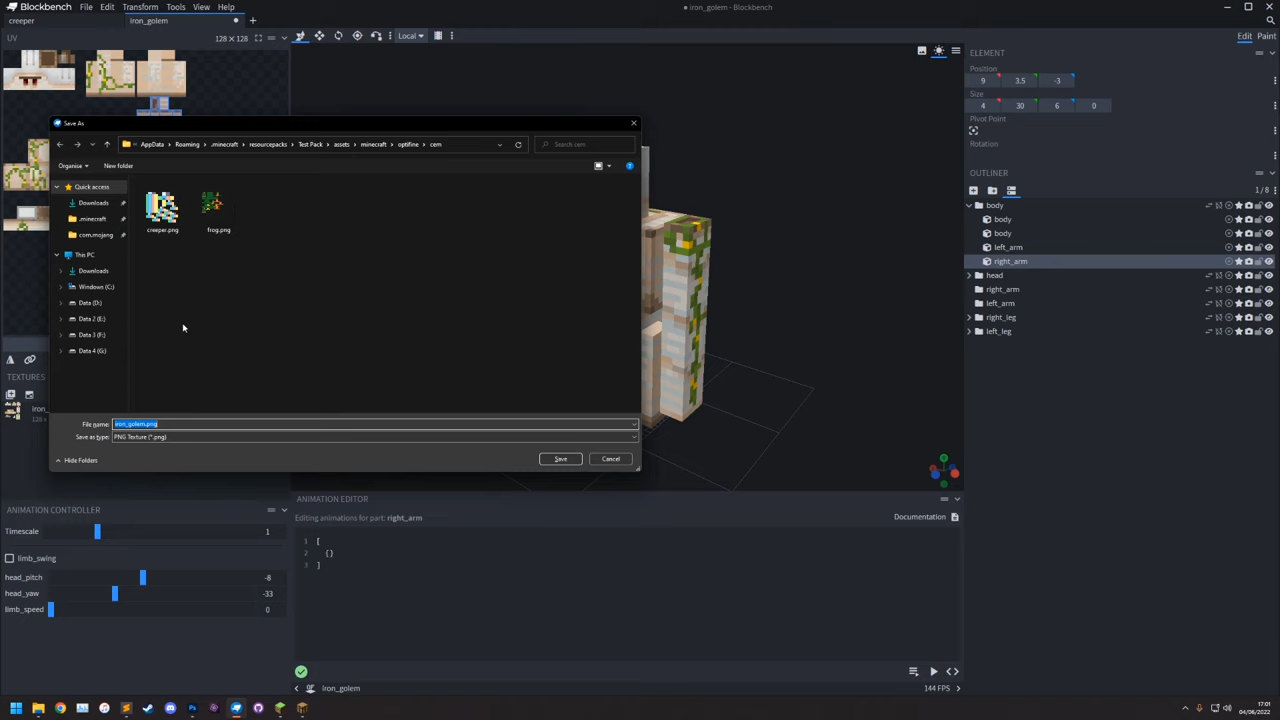 Blockbench
File
Edit
Transform
Tools
View
Help
iron_golem - Blockbench
creeper
iron_golem
UV
128 × 128
Local
Edit
Paint
Save As
AppData
Roaming
.minecraft
resourcepacks
Test Pack
assets
minecraft
optifine
cem
Search cem
Organise
New folder
Quick access
Downloads
.minecraft
com.mojang
This PC
Downloads
Windows (C:)
Data (D:)
Data 2 (E:)
Data 3 (F:)
Data 4 (G:)
creeper.png
frog.png
File name:
iron_golem.png
Save as type:
PNG Texture (*.png)
Hide Folders
Save
Cancel
TEXTURES
iron_
ELEMENT
Position
9
3.5
-3
Size
4
30
6
0
Pivot Point
Rotation
OUTLINER
1/8
body
body
body
left_arm
right_arm
head
right_arm
left_arm
right_leg
left_leg
ANIMATION CONTROLLER
Timescale
1
limb_swing
head_pitch
-8
head_yaw
-33
limb_speed
0
ANIMATION EDITOR
Editing animations for part: right_arm
Documentation
1 [
2 {}
3 ]
iron_golem
144 FPS
17:01
04/06/2022